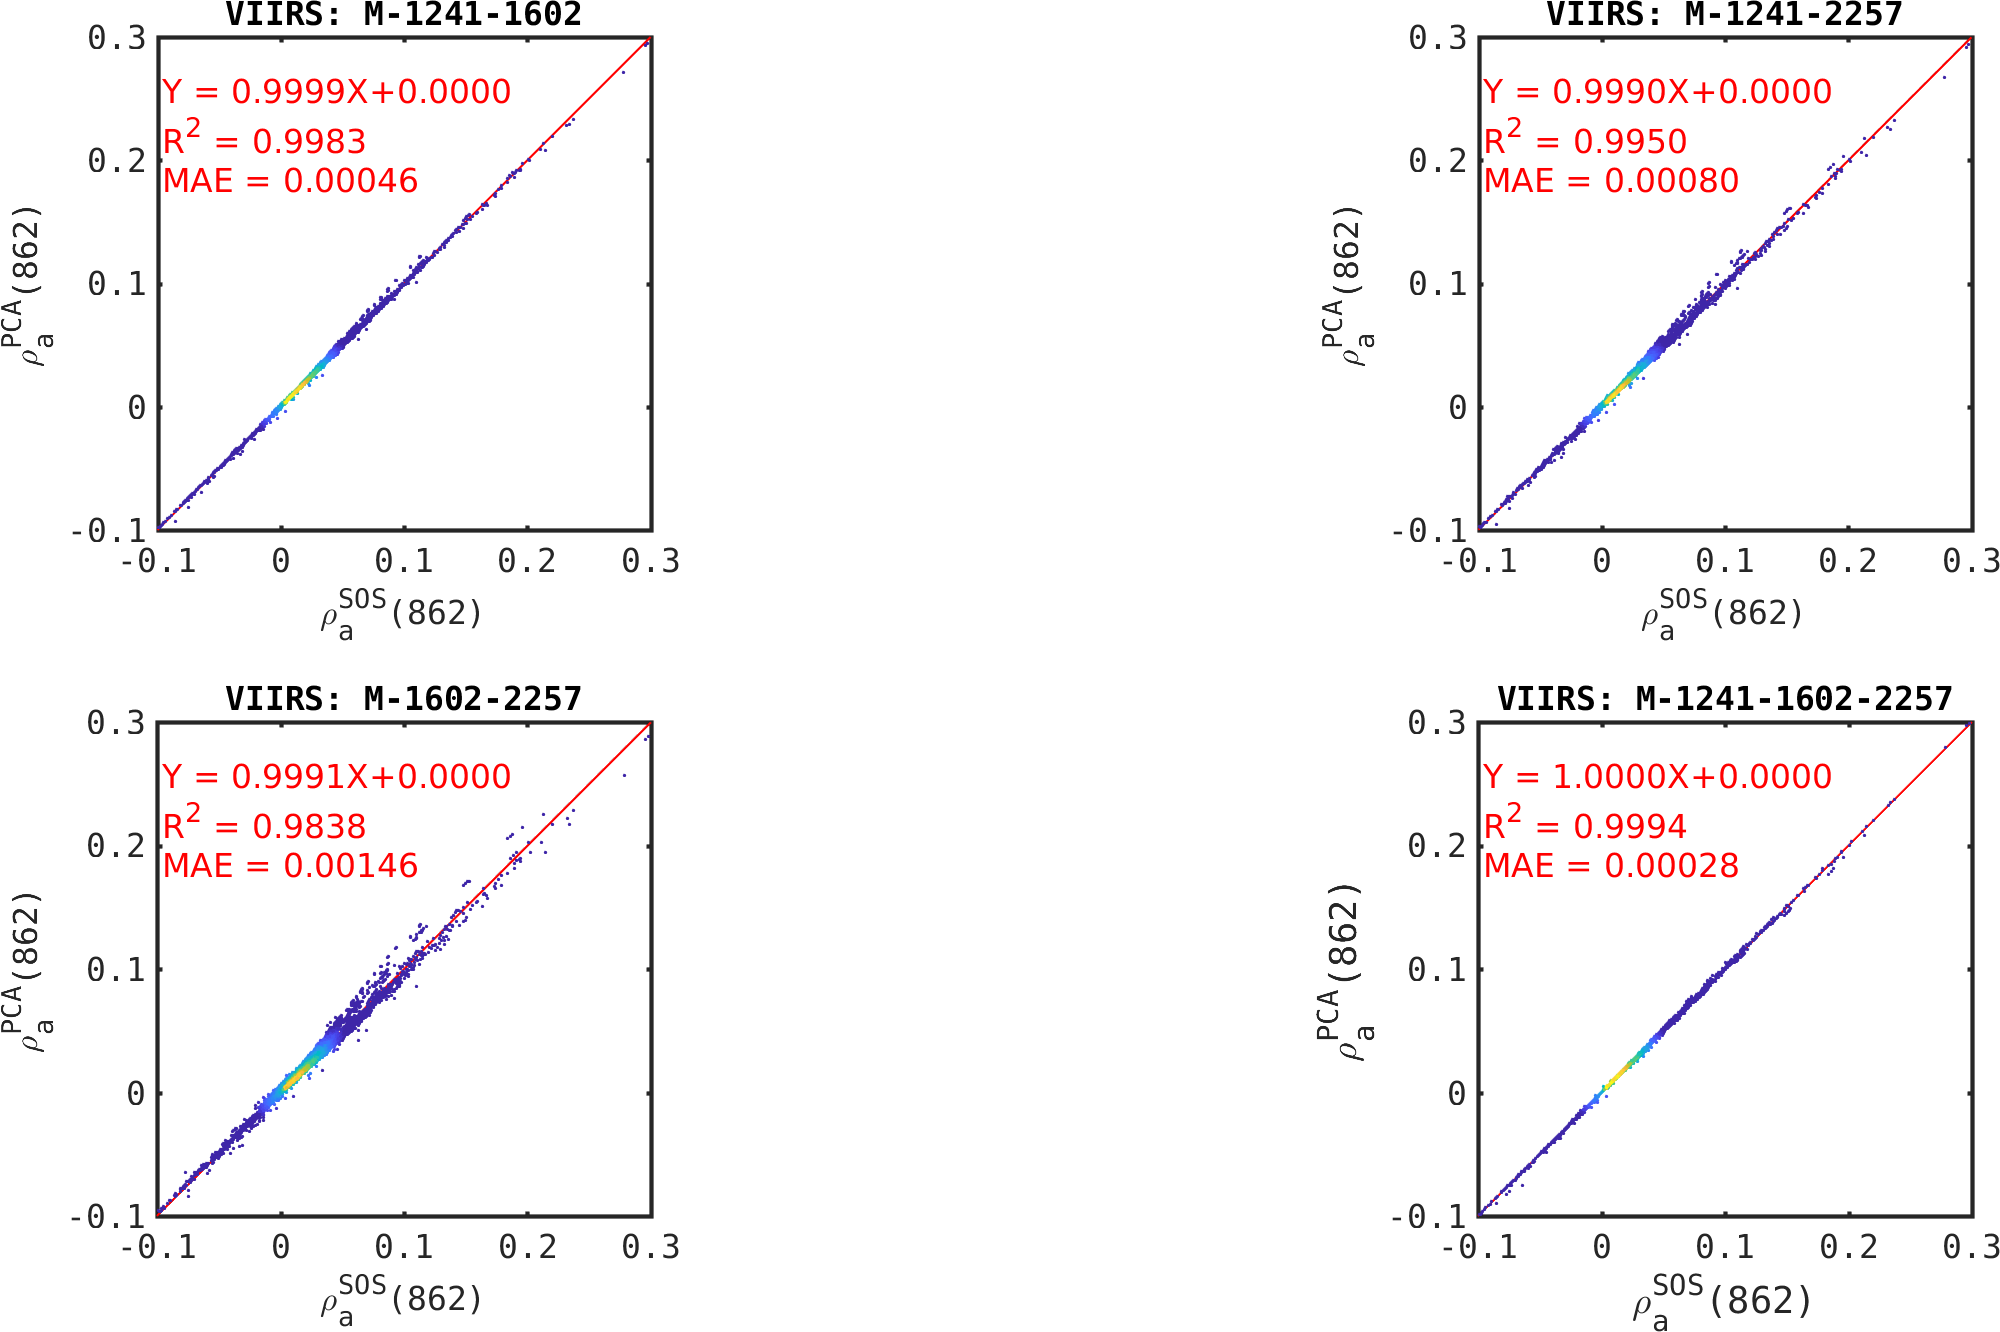 VIIRS: M-1241-1602
0.3
0.2
0.1
0
-0.1
Y = 0.9999X+0.0000
R² = 0.9983
MAE = 0.00046
ρₐᴾᶜᴬ(862)
-0.1 0 0.1 0.2 0.3
ρₐˢᴼˢ(862)
VIIRS: M-1241-2257
0.3
0.2
0.1
0
-0.1
Y = 0.9990X+0.0000
R² = 0.9950
MAE = 0.00080
ρₐᴾᶜᴬ(862)
-0.1 0 0.1 0.2 0.3
ρₐˢᴼˢ(862)
VIIRS: M-1602-2257
0.3
0.2
0.1
0
-0.1
Y = 0.9991X+0.0000
R² = 0.9838
MAE = 0.00146
ρₐᴾᶜᴬ(862)
-0.1 0 0.1 0.2 0.3
ρₐˢᴼˢ(862)
VIIRS: M-1241-1602-2257
0.3
0.2
0.1
0
-0.1
Y = 1.0000X+0.0000
R² = 0.9994
MAE = 0.00028
ρₐᴾᶜᴬ(862)
-0.1 0 0.1 0.2 0.3
ρₐˢᴼˢ(862)